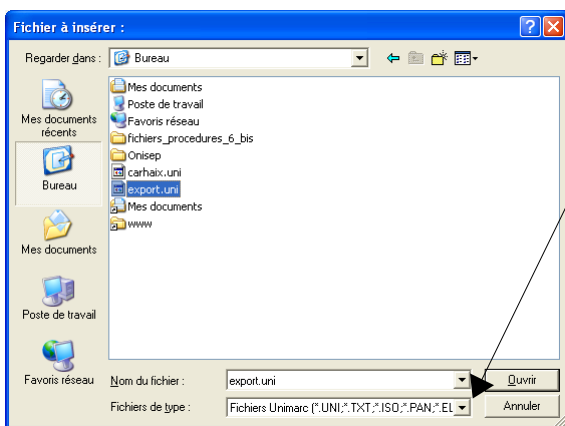 Fichier à insérer :
Regarder dans : Bureau
Mes documents
Poste de travail
Favoris réseau
fichiers_procedures_6_bis
Onisep
carhaix.uni
export.uni
Mes documents
www
Mes documents récents
Bureau
Mes documents
Poste de travail
Favoris réseau
Nom du fichier : export.uni Ouvrir
Fichiers de type : Fichiers Unimarc (*.UNI;*.TXT;*.ISO;*.PAN;*.EL Annuler